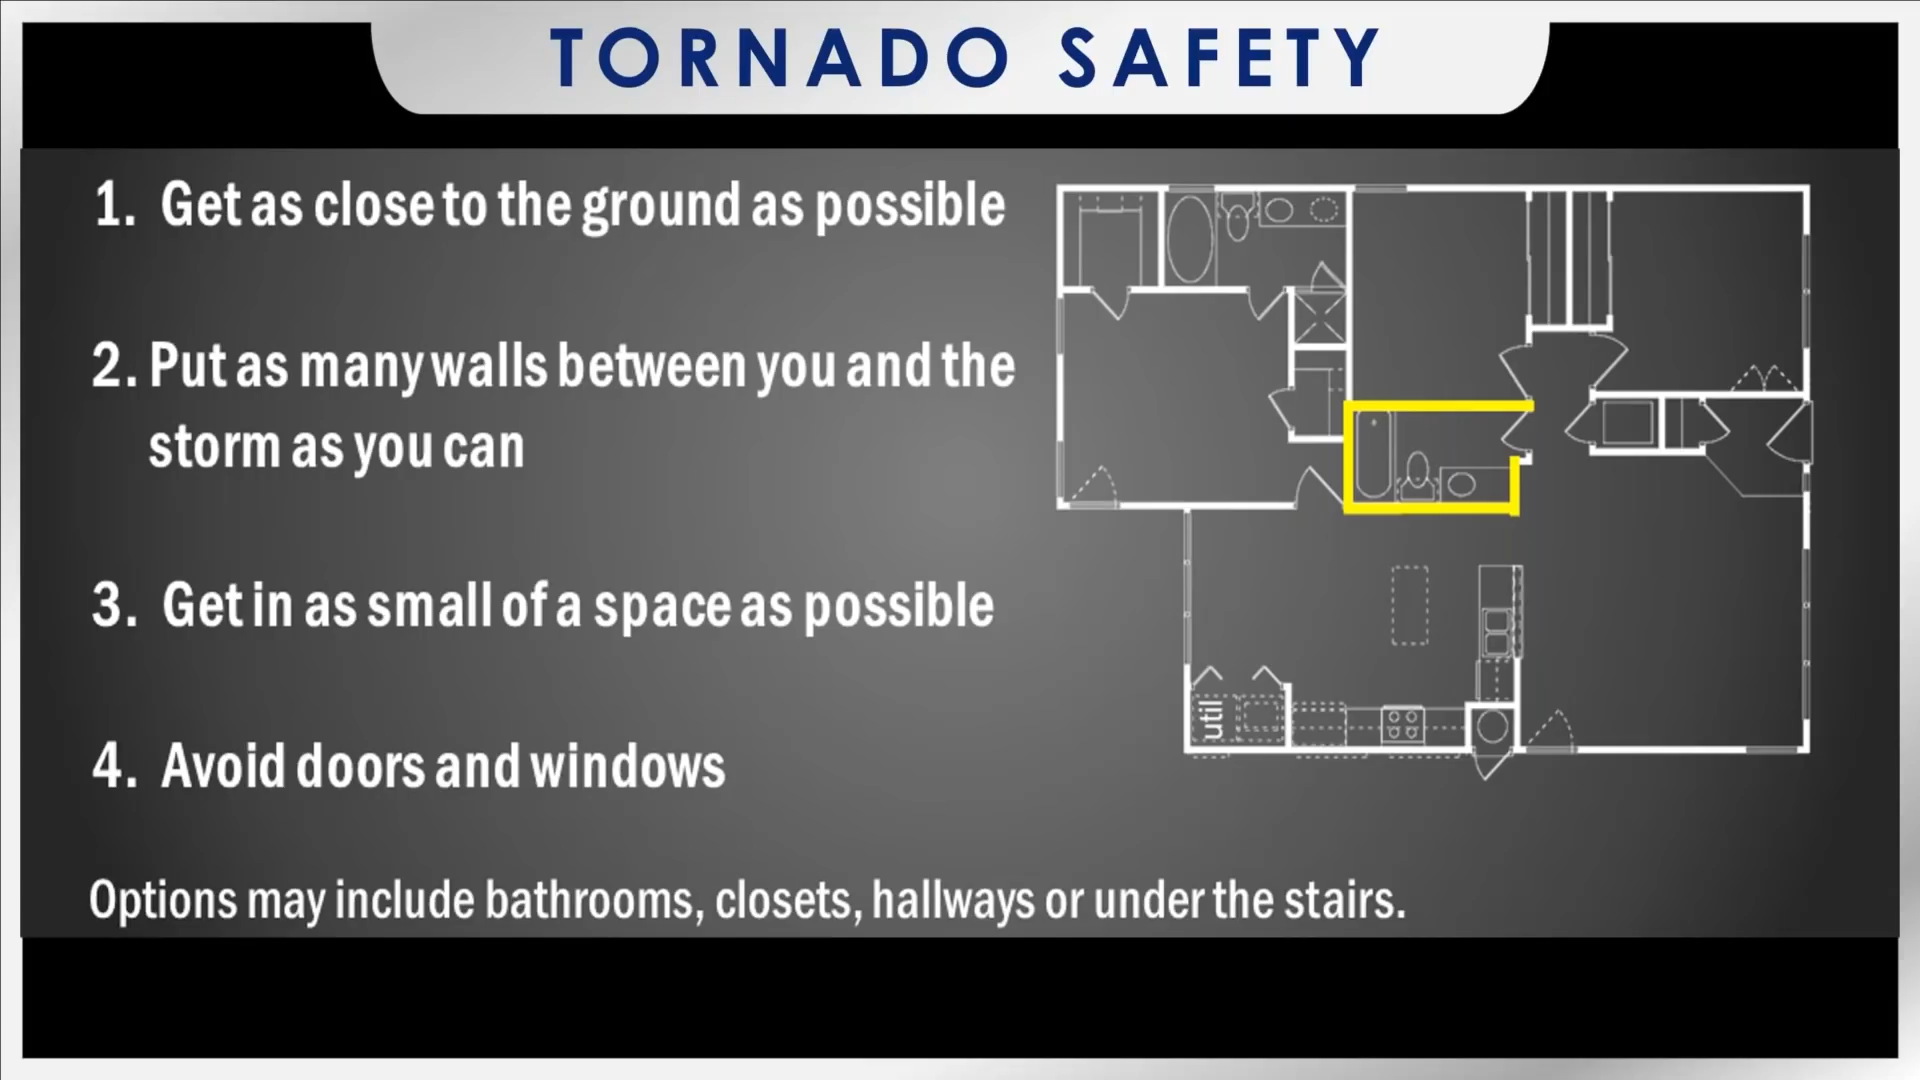 TORNADO SAFETY
1. Get as close to the ground as possible
2. Put as many walls between you and the
storm as you can
3. Get in as small of a space as possible
4. Avoid doors and windows
util
Options may include bathrooms, closets, hallways or under the stairs.